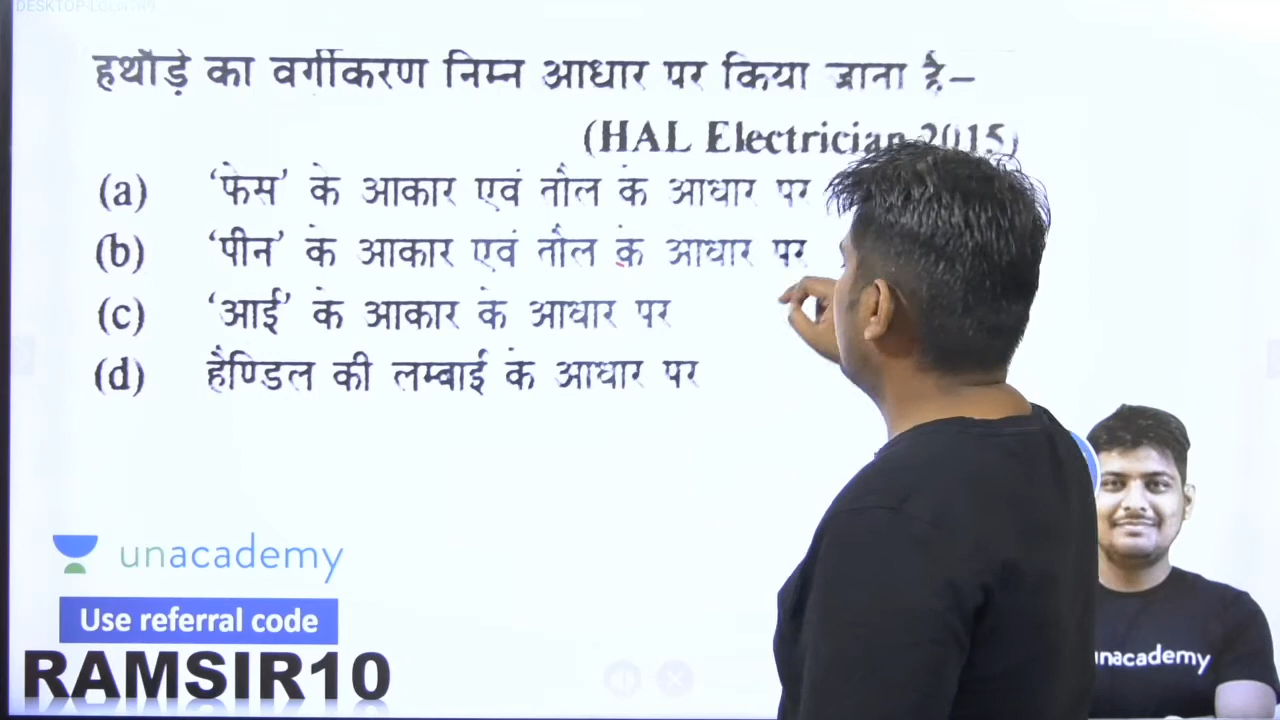 हथौड़े का वर्गीकरण निम्न आधार पर किया जाना है–
(HAL Electrician 2015)
(a) ‘फेस’ के आकार एवं तौल के आधार पर
(b) ‘पीन’ के आकार एवं तौल के आधार पर
(c) ‘आई’ के आकार के आधार पर
(d) हैण्डिल की लम्बाई के आधार पर
unacademy
Use referral code
RAMSIR10
unacademy